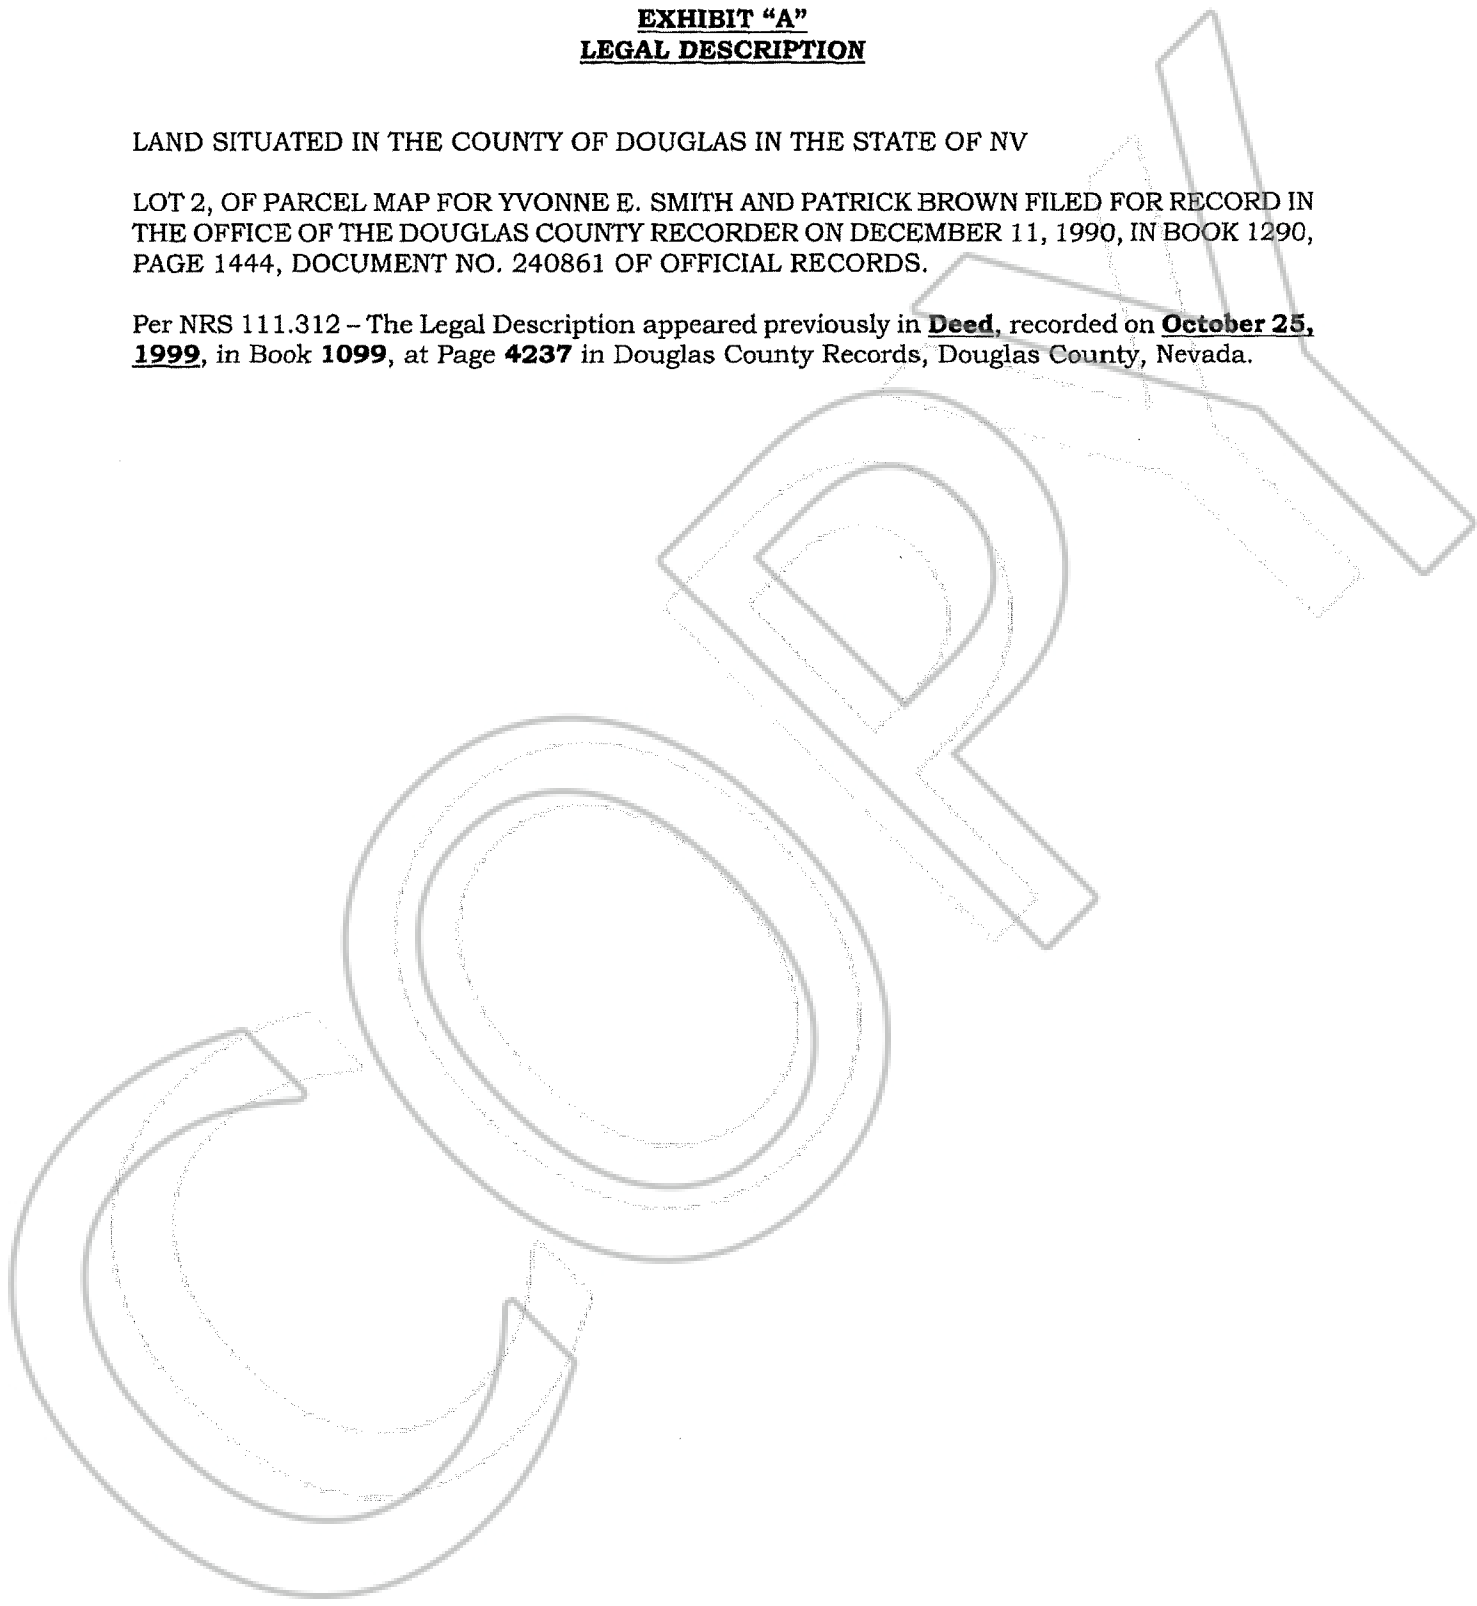 EXHIBIT “A”
LEGAL DESCRIPTION
LAND SITUATED IN THE COUNTY OF DOUGLAS IN THE STATE OF NV
LOT 2, OF PARCEL MAP FOR YVONNE E. SMITH AND PATRICK BROWN FILED FOR RECORD IN
THE OFFICE OF THE DOUGLAS COUNTY RECORDER ON DECEMBER 11, 1990, IN BOOK 1290,
PAGE 1444, DOCUMENT NO. 240861 OF OFFICIAL RECORDS.
Per NRS 111.312 – The Legal Description appeared previously in Deed, recorded on October 25,
1999, in Book 1099, at Page 4237 in Douglas County Records, Douglas County, Nevada.
COPY